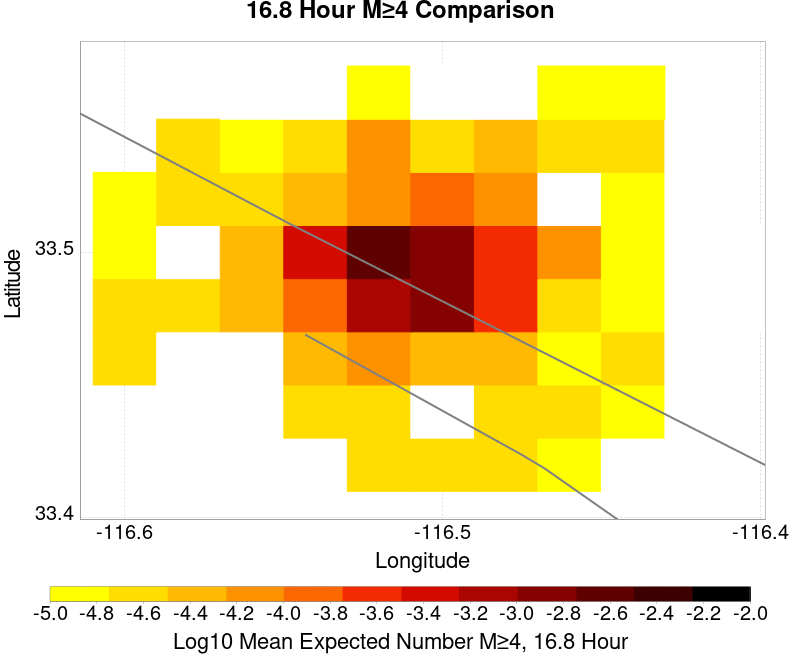 16.8 Hour M≥4 Comparison
Latitude
33.5
33.4
-116.6 -116.5 -116.4
Longitude
-5.0 -4.8 -4.6 -4.4 -4.2 -4.0 -3.8 -3.6 -3.4 -3.2 -3.0 -2.8 -2.6 -2.4 -2.2 -2.0
Log10 Mean Expected Number M≥4, 16.8 Hour